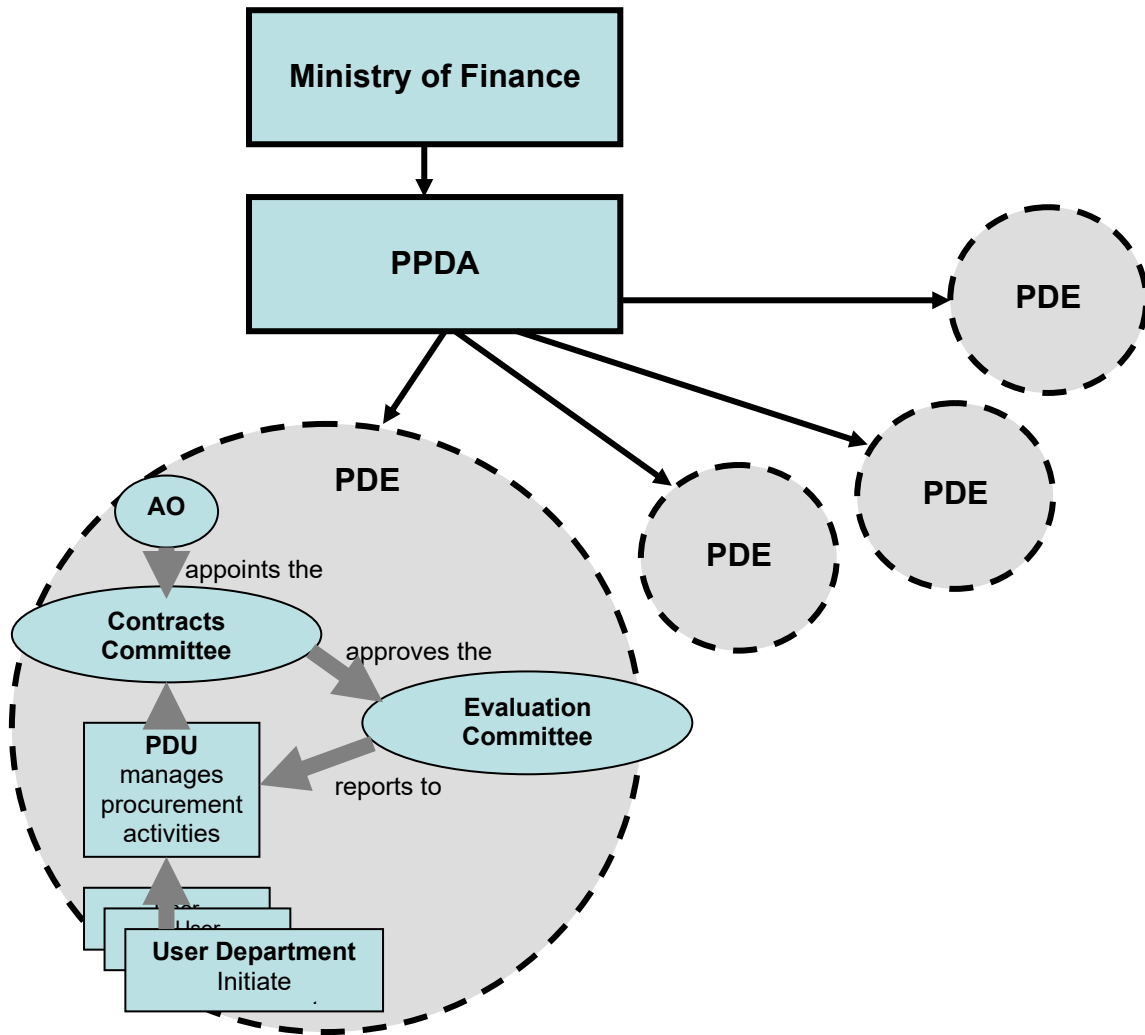 Ministry of Finance
PPDA
PDE
PDE
PDE
PDE
AO
appoints the
Contracts
Committee
approves the
Evaluation
Committee
PDU
manages
procurement
activities
reports to
User
User Department
Initiate